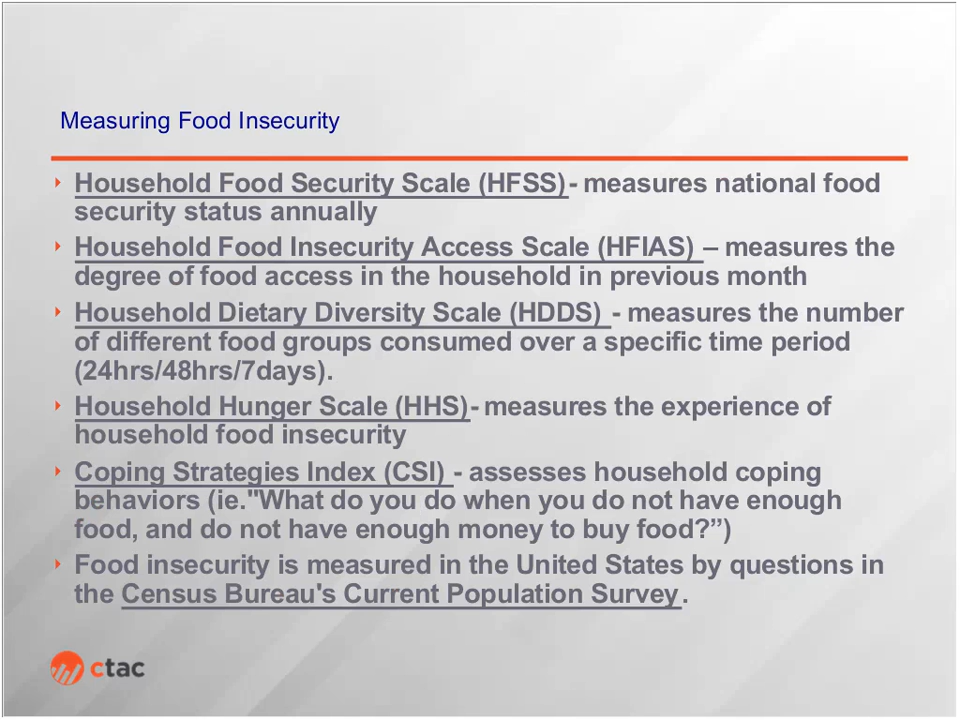 Measuring Food Insecurity
Household Food Security Scale (HFSS)- measures national food
security status annually
Household Food Insecurity Access Scale (HFIAS) – measures the
degree of food access in the household in previous month
Household Dietary Diversity Scale (HDDS) - measures the number
of different food groups consumed over a specific time period
(24hrs/48hrs/7days).
Household Hunger Scale (HHS)- measures the experience of
household food insecurity
Coping Strategies Index (CSI) - assesses household coping
behaviors (ie."What do you do when you do not have enough
food, and do not have enough money to buy food?”)
Food insecurity is measured in the United States by questions in
the Census Bureau's Current Population Survey.
ctac